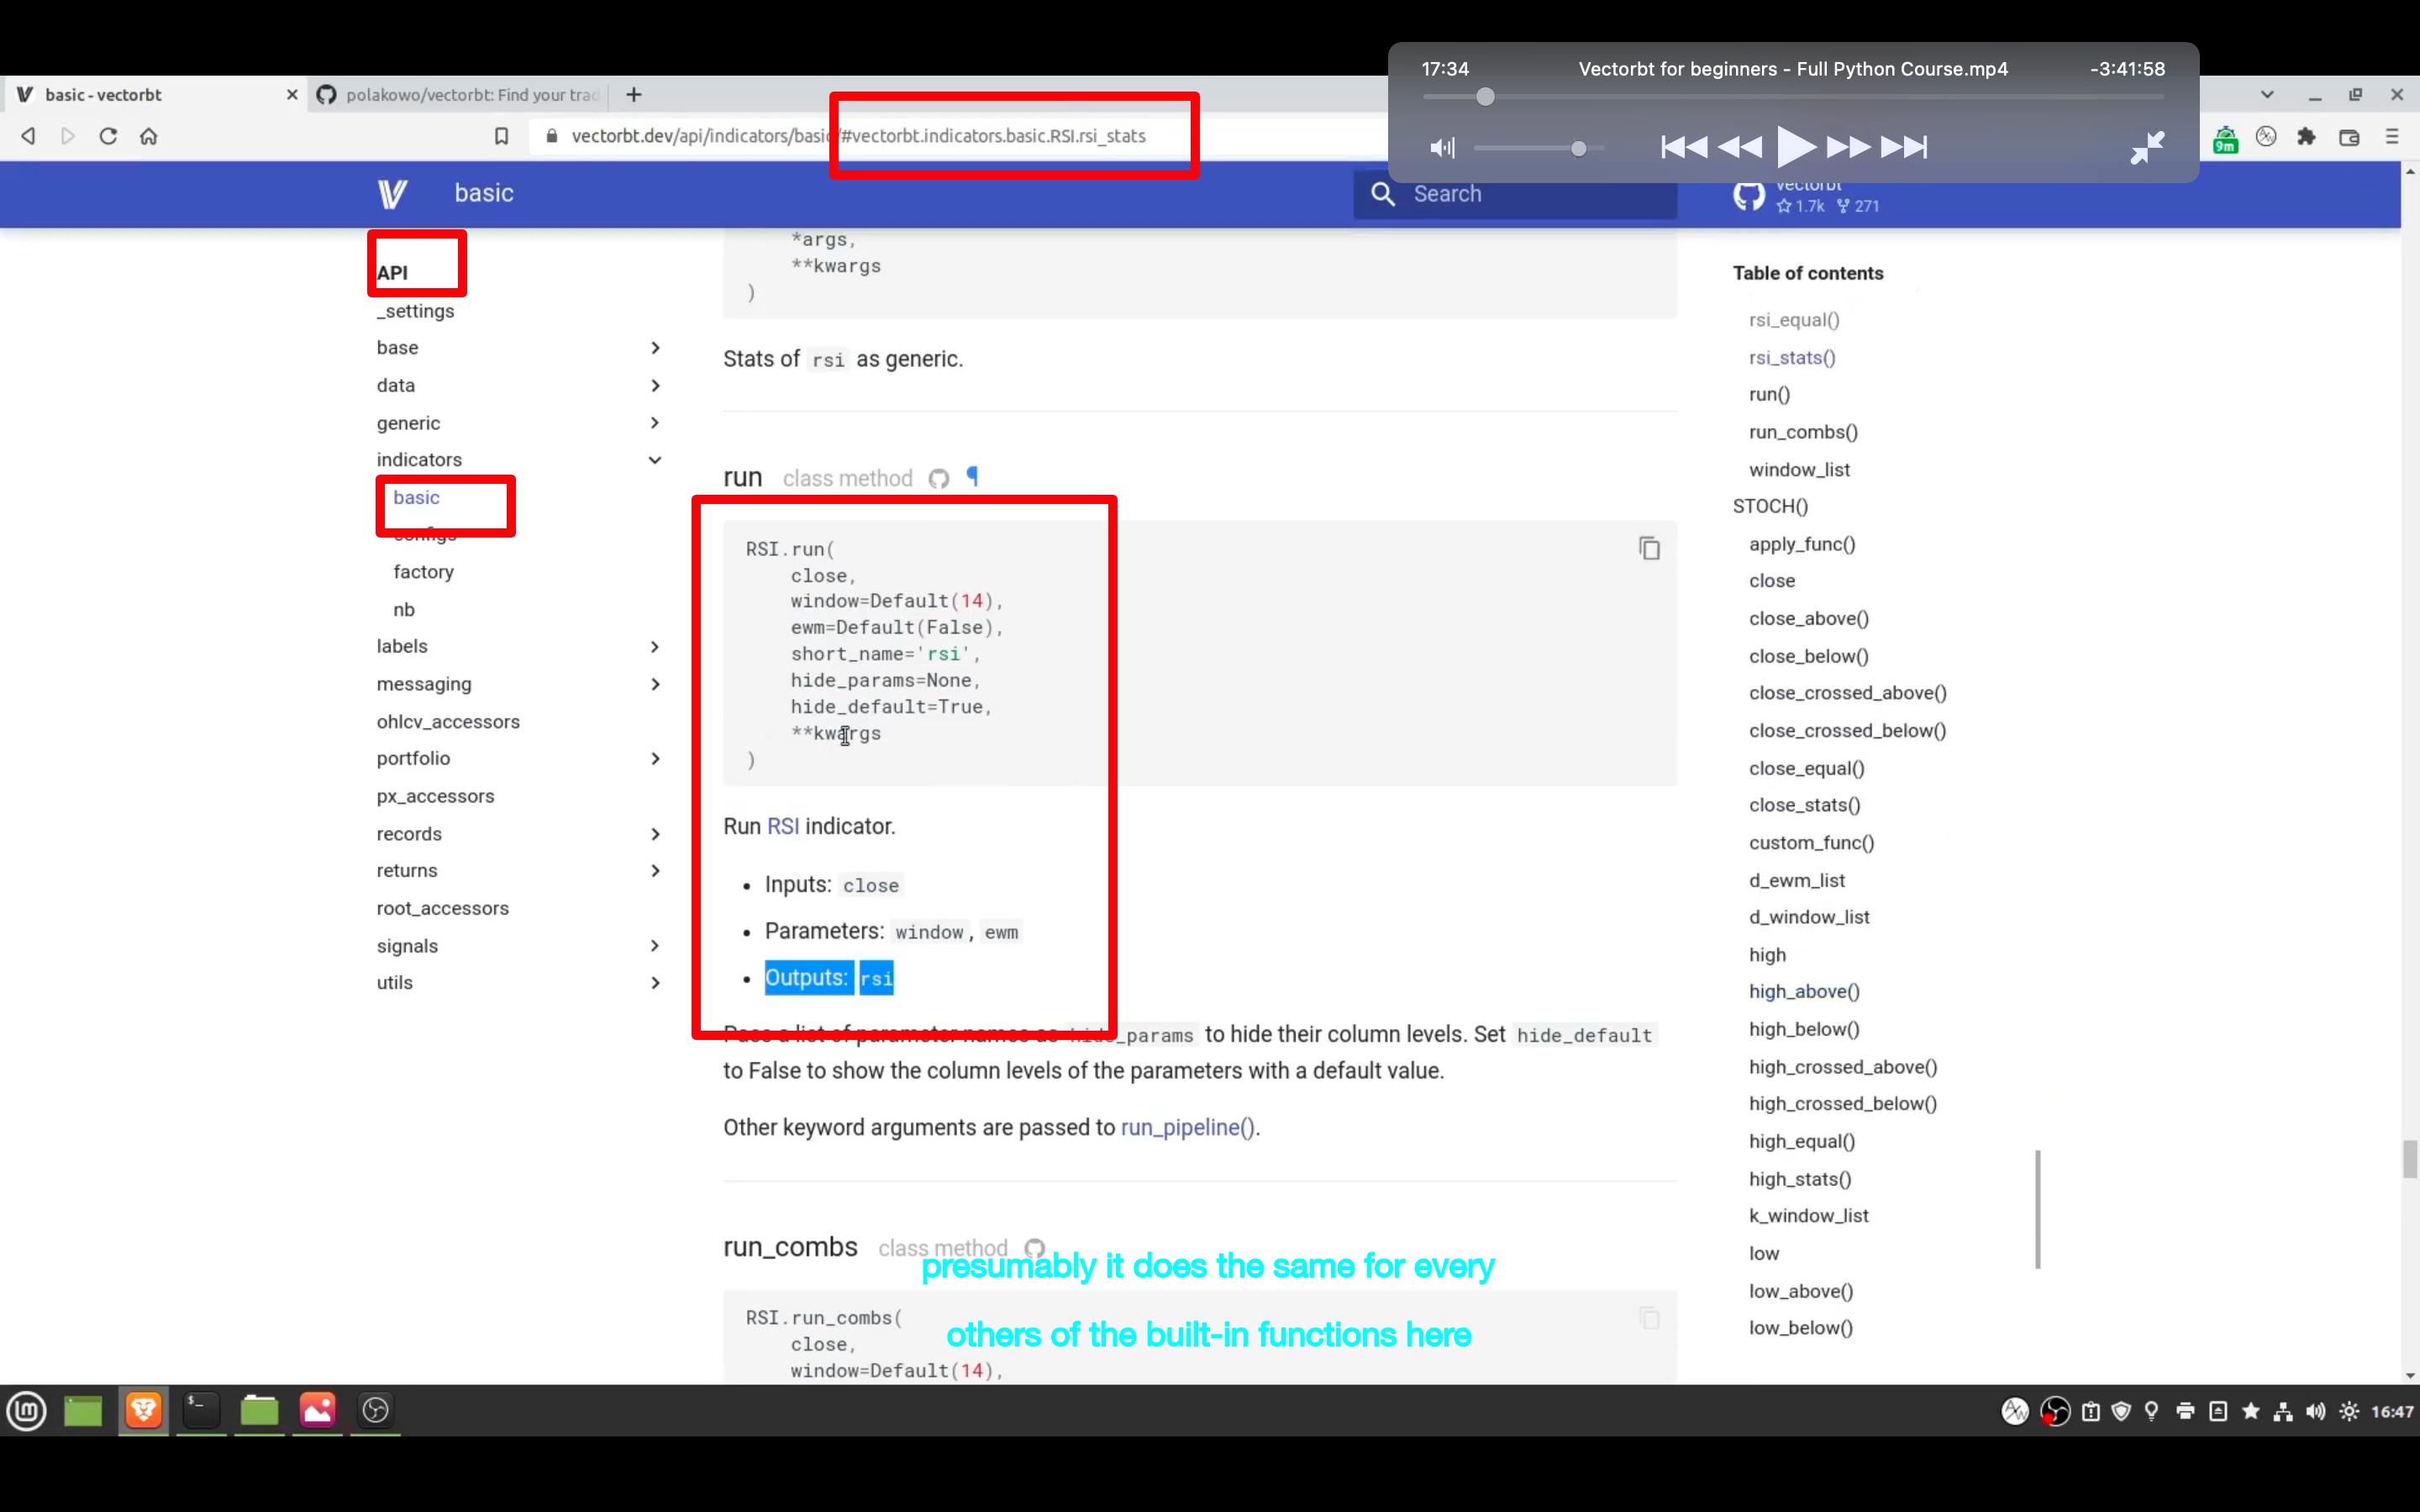 17:34
Vectorbt for beginners - Full Python Course.mp4
-3:41:58
basic - vectorbt
polakowo/vectorbt: Find your trad
vectorbt.dev/api/indicators/basic/#vectorbt.indicators.basic.RSI.rsi_stats
9m
basic
Search
vectorbt
1.7k 271
API
_settings
base
data
generic
indicators
basic
configs
factory
nb
labels
messaging
ohlcv_accessors
portfolio
px_accessors
records
returns
root_accessors
signals
utils
*args,
**kwargs
)
Stats of rsi as generic.
run class method ¶
RSI.run(
close,
window=Default(14),
ewm=Default(False),
short_name='rsi',
hide_params=None,
hide_default=True,
**kwargs
)
Run RSI indicator.
• Inputs: close
• Parameters: window, ewm
• Outputs: rsi
Pass a list of parameter names as hide_params to hide their column levels. Set hide_default
to False to show the column levels of the parameters with a default value.
Other keyword arguments are passed to run_pipeline().
run_combs class method
RSI.run_combs(
close,
window=Default(14),
presumably it does the same for every
others of the built-in functions here
Table of contents
rsi_equal()
rsi_stats()
run()
run_combs()
window_list
STOCH()
apply_func()
close
close_above()
close_below()
close_crossed_above()
close_crossed_below()
close_equal()
close_stats()
custom_func()
d_ewm_list
d_window_list
high
high_above()
high_below()
high_crossed_above()
high_crossed_below()
high_equal()
high_stats()
k_window_list
low
low_above()
low_below()
16:47